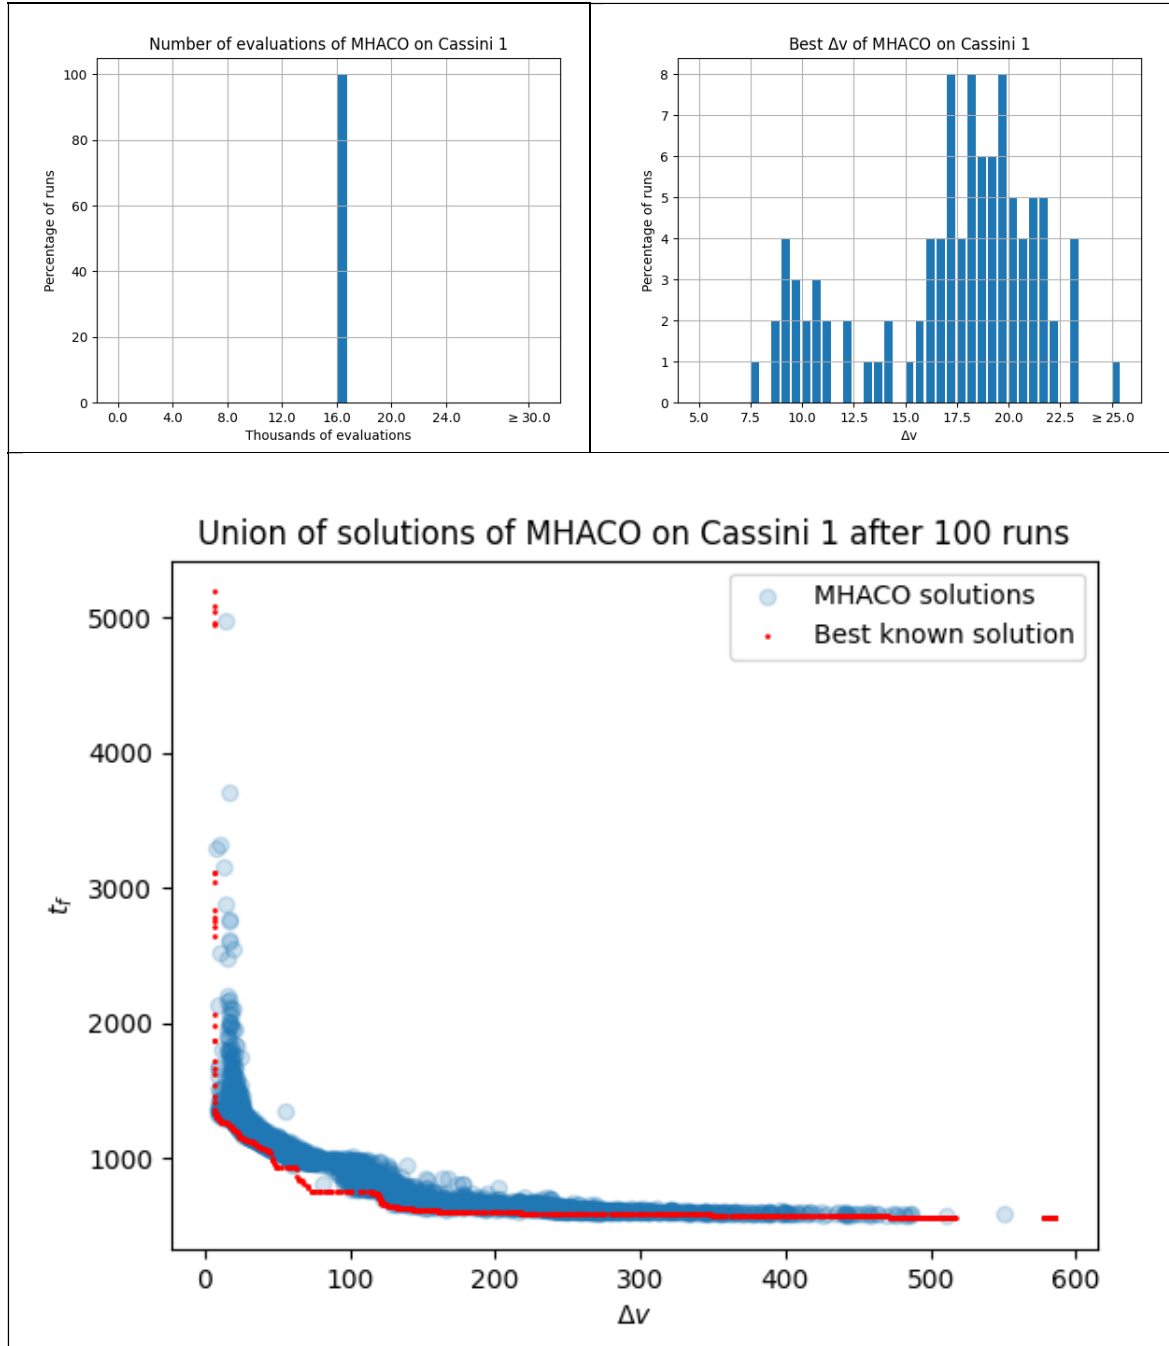 Number of evaluations of MHACO on Cassini 1
Percentage of runs
100
80
60
40
20
0
0.0 4.0 8.0 12.0 16.0 20.0 24.0 ≥ 30.0
Thousands of evaluations
Best Δv of MHACO on Cassini 1
Percentage of runs
8
7
6
5
4
3
2
1
0
5.0 7.5 10.0 12.5 15.0 17.5 20.0 22.5 ≥ 25.0
Δv
Union of solutions of MHACO on Cassini 1 after 100 runs
MHACO solutions
Best known solution
t_f
5000
4000
3000
2000
1000
0 100 200 300 400 500 600
Δv